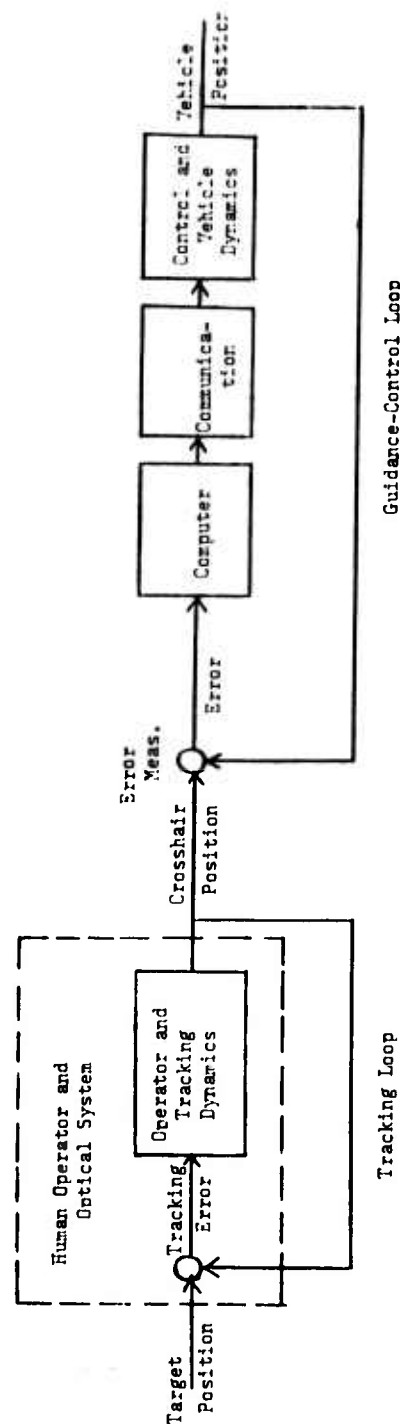 Human Operator and
Optical System
Target
Position
Tracking
Error
Operator and
Tracking
Dynamics
Crosshair
Position
Tracking Loop
Error
Meas.
Error
Computer
Communica-
tion
Control and
Vehicle
Dynamics
Vehicle
Position
Guidance-Control Loop